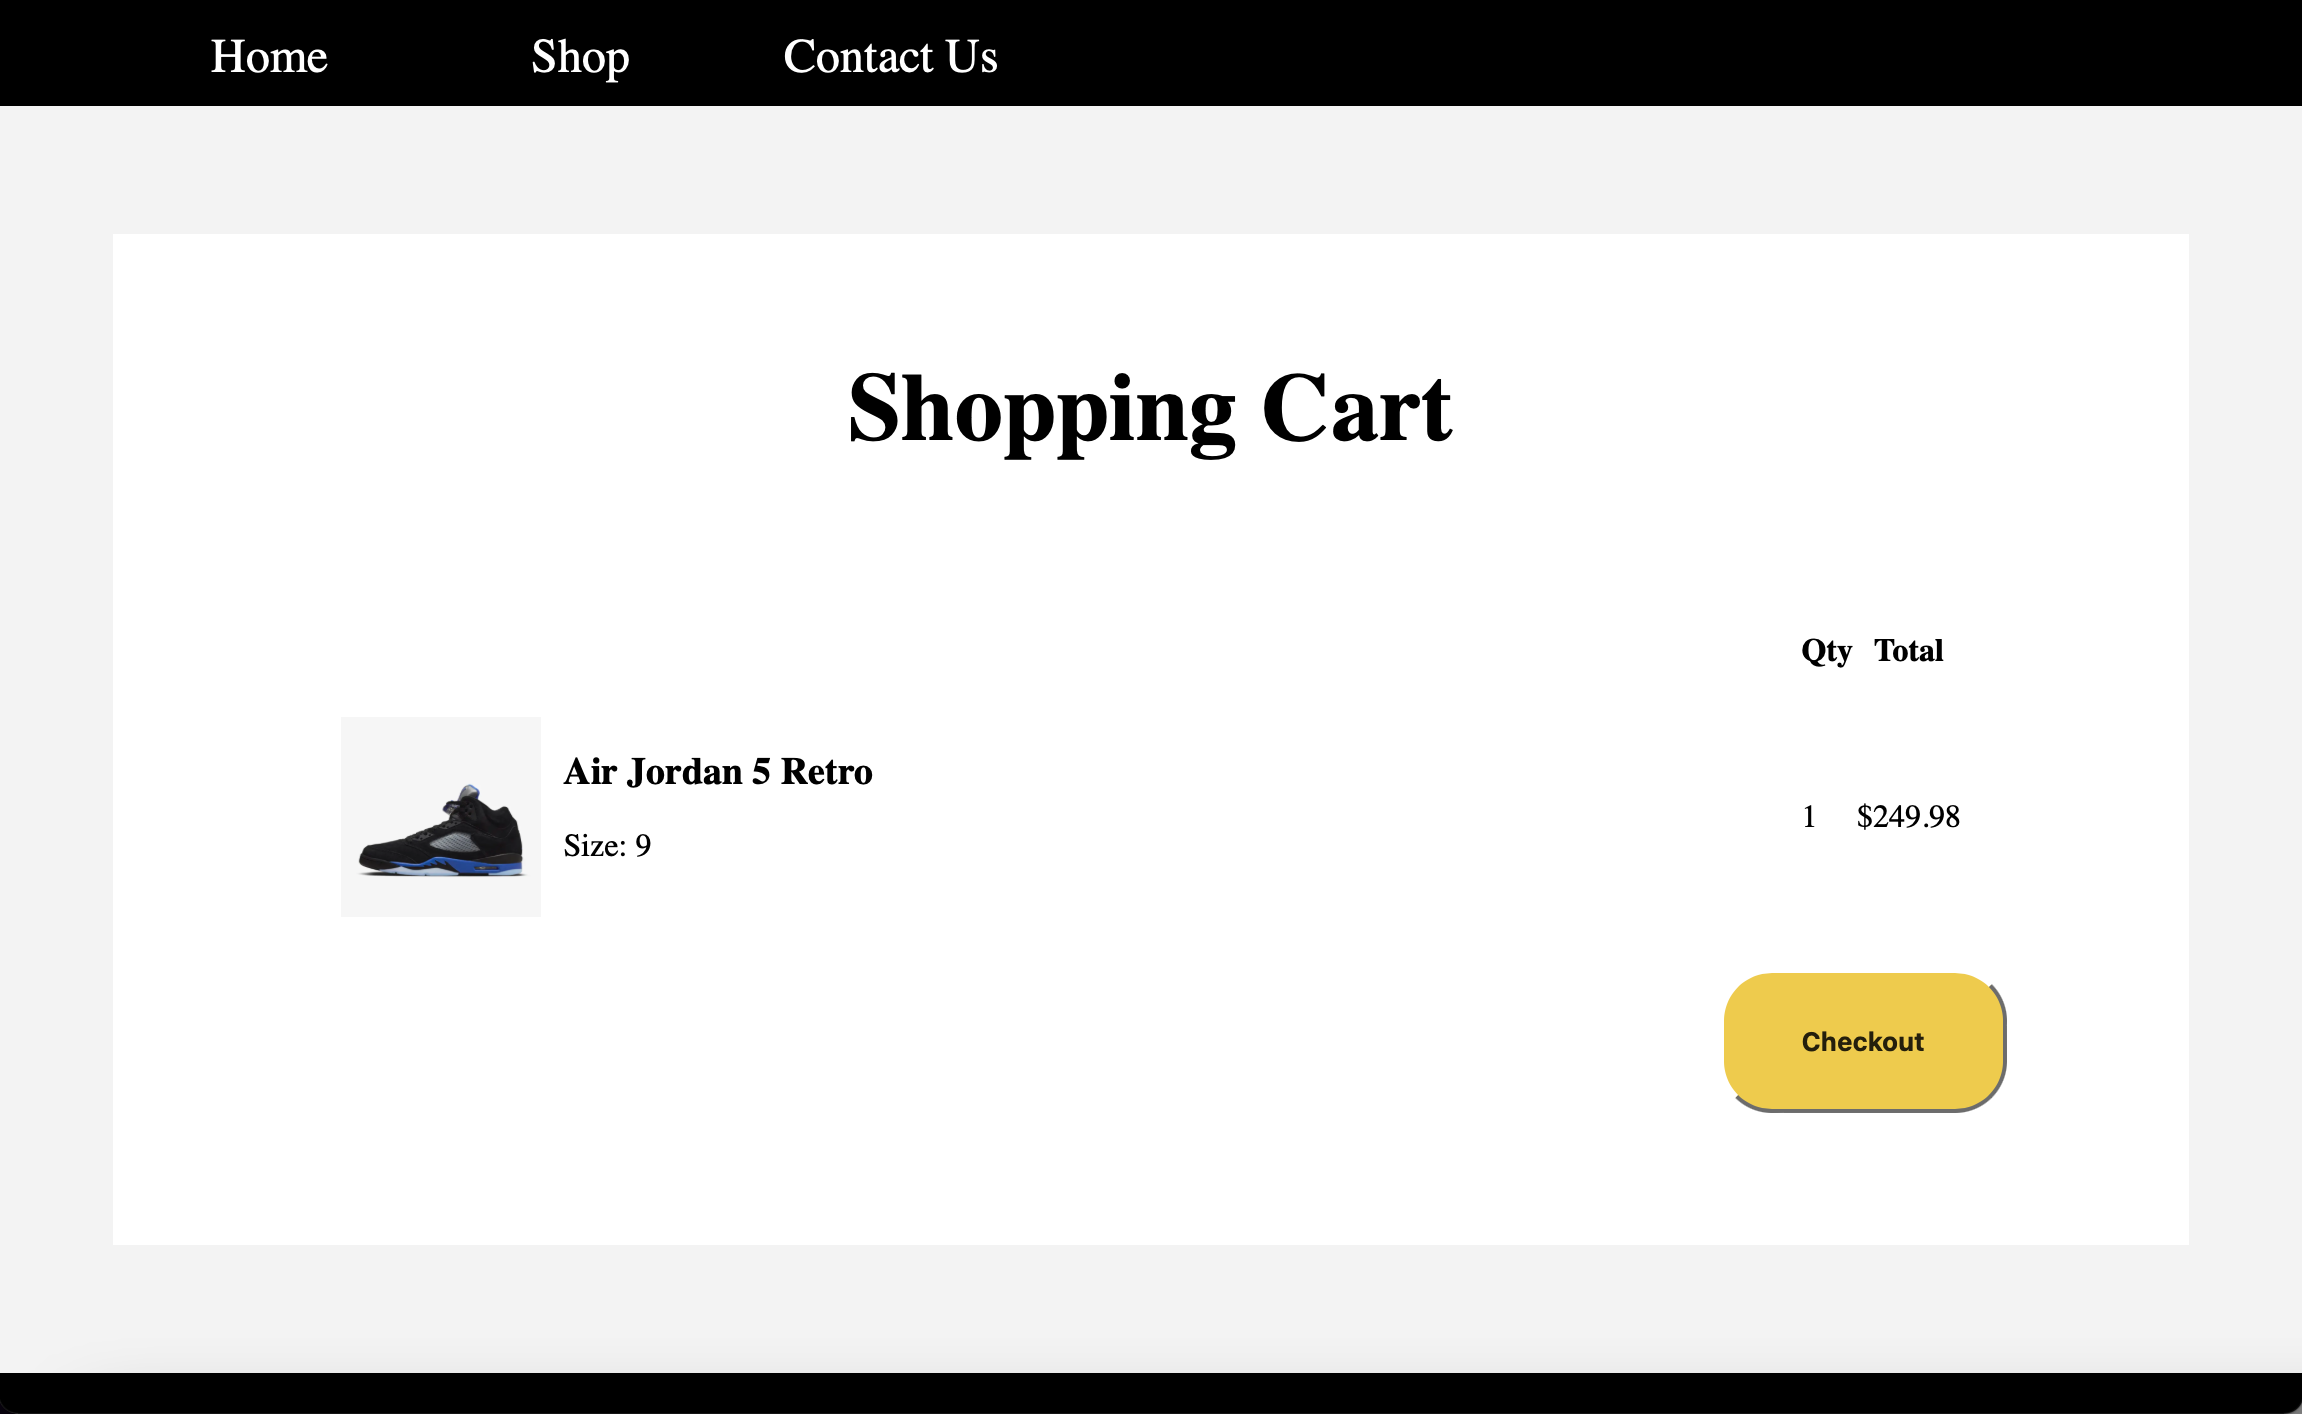 Home Shop Contact Us
Shopping Cart
Qty Total
Air Jordan 5 Retro
Size: 9
1 $249.98
Checkout